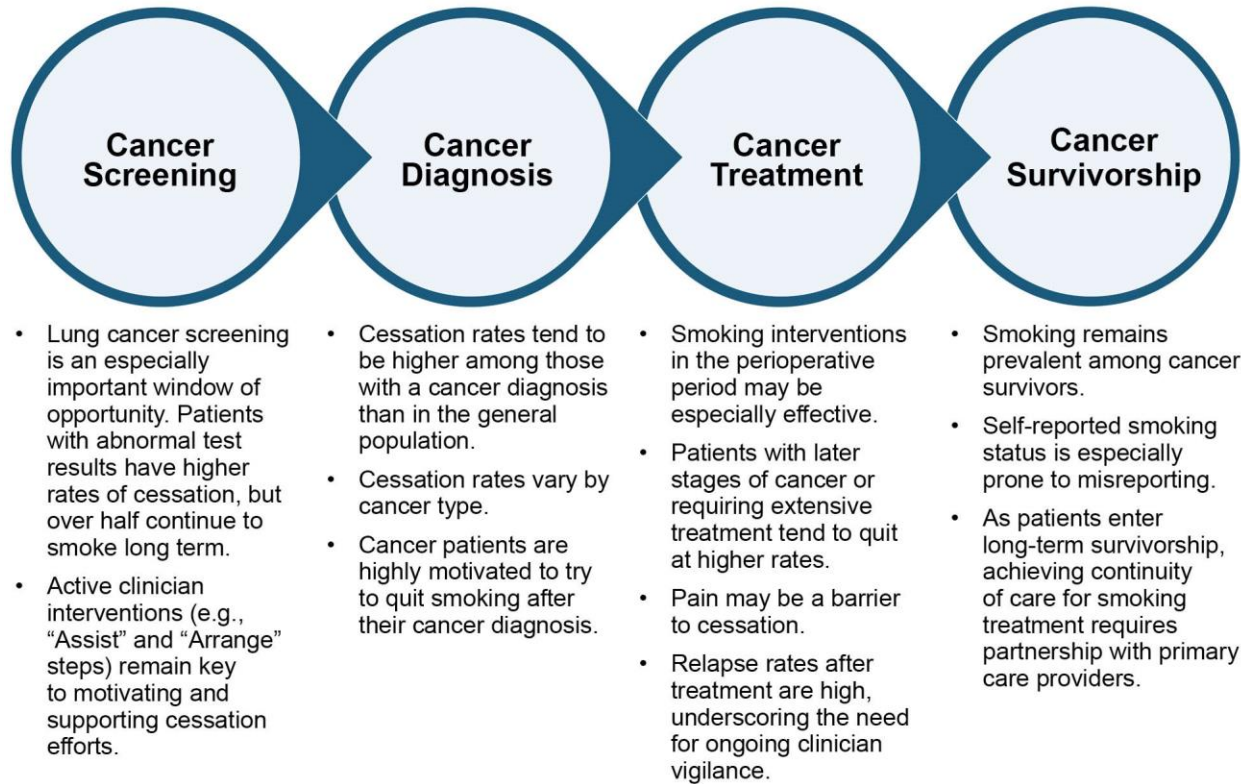 Cancer
Screening
Cancer
Diagnosis
Cancer
Treatment
Cancer
Survivorship
• Lung cancer screening
is an especially
important window of
opportunity. Patients
with abnormal test
results have higher
rates of cessation, but
over half continue to
smoke long term.
• Active clinician
interventions (e.g.,
“Assist” and “Arrange”
steps) remain key
to motivating and
supporting cessation
efforts.
• Cessation rates tend to
be higher among those
with a cancer diagnosis
than in the general
population.
• Cessation rates vary by
cancer type.
• Cancer patients are
highly motivated to try
to quit smoking after
their cancer diagnosis.
• Smoking interventions
in the perioperative
period may be
especially effective.
• Patients with later
stages of cancer or
requiring extensive
treatment tend to quit
at higher rates.
• Pain may be a barrier
to cessation.
• Relapse rates after
treatment are high,
underscoring the need
for ongoing clinician
vigilance.
• Smoking remains
prevalent among cancer
survivors.
• Self-reported smoking
status is especially
prone to misreporting.
• As patients enter
long-term survivorship,
achieving continuity
of care for smoking
treatment requires
partnership with primary
care providers.